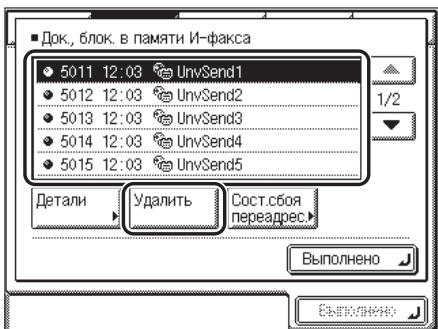 Док., блок. в памяти И-факса
5011 12:03 UnvSend1
5012 12:03 UnvSend2
1/2
5013 12:03 UnvSend3
5014 12:03 UnvSend4
5015 12:03 UnvSend5
Детали
Удалить
Сост.сбоя
переадрес.
Выполнено
Выполнено